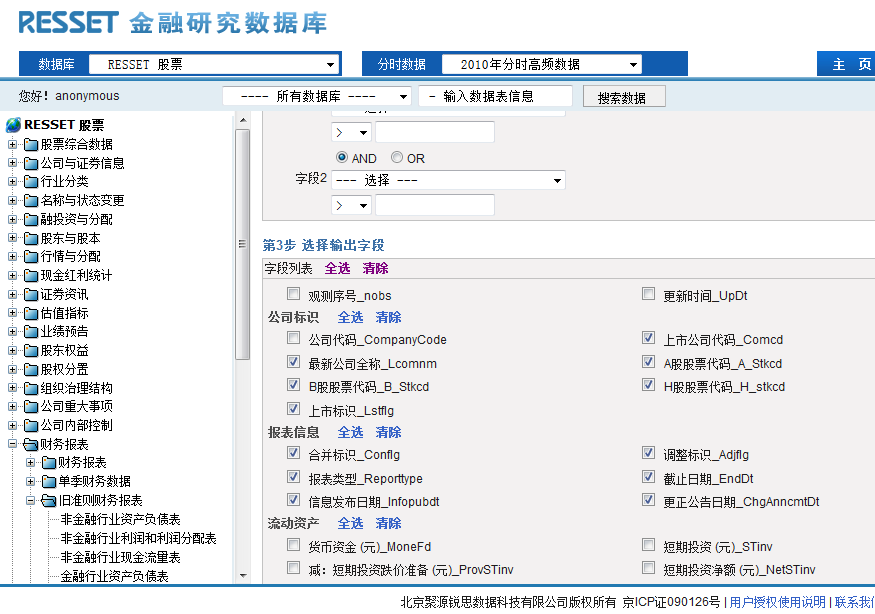 RESSET 金融研究数据库
数据库 RESSET 股票 分时数据 2010年分时高频数据 主 页
您好！anonymous ---- 所有数据库 ---- - 输入数据表信息 搜索数据
RESSET 股票
股票综合数据
公司与证券信息
行业分类
名称与状态变更
融投资与分配
股东与股本
行情与分配
现金红利统计
证券资讯
估值指标
业绩预告
股东权益
股权分置
组织治理结构
公司重大事项
公司内部控制
财务报表
财务报表
单季财务数据
旧准则财务报表
非金融行业资产负债表
非金融行业利润和利润分配表
非金融行业现金流量表
金融行业资产负债表
>
AND OR
字段2 --- 选择 ---
>
第3步 选择输出字段
字段列表 全选 清除
观测序号_nobs 更新时间_UpDt
公司标识 全选 清除
公司代码_CompanyCode 上市公司代码_Comcd
最新公司全称_Lcomnm A股股票代码_A_Stkcd
B股股票代码_B_Stkcd H股股票代码_H_stkcd
上市标识_Lstflg
报表信息 全选 清除
合并标识_Conflg 调整标识_Adjflg
报表类型_Reporttype 截止日期_EndDt
信息发布日期_Infopubdt 更正公告日期_ChgAnncmtDt
流动资产 全选 清除
货币资金 (元)_MoneFd 短期投资 (元)_STinv
减：短期投资跌价准备 (元)_ProvSTinv 短期投资净额 (元)_NetSTinv
北京聚源锐思数据科技有限公司版权所有 京ICP证090126号 | 用户授权使用说明 | 联系我们